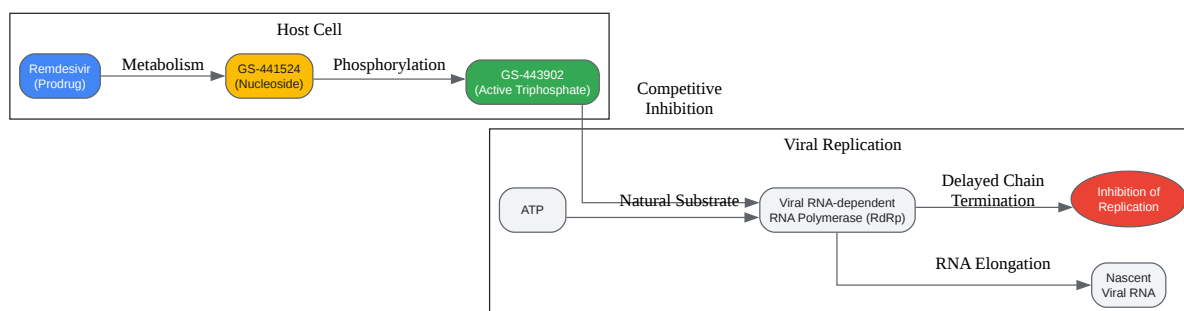 Host Cell
Remdesivir
(Prodrug)
Metabolism
GS-441524
(Nucleoside)
Phosphorylation
GS-443902
(Active Triphosphate)
Competitive
Inhibition
Viral Replication
ATP
Natural Substrate
Viral RNA-dependent
RNA Polymerase (RdRp)
Delayed Chain
Termination
Inhibition of
Replication
RNA Elongation
Nascent
Viral RNA